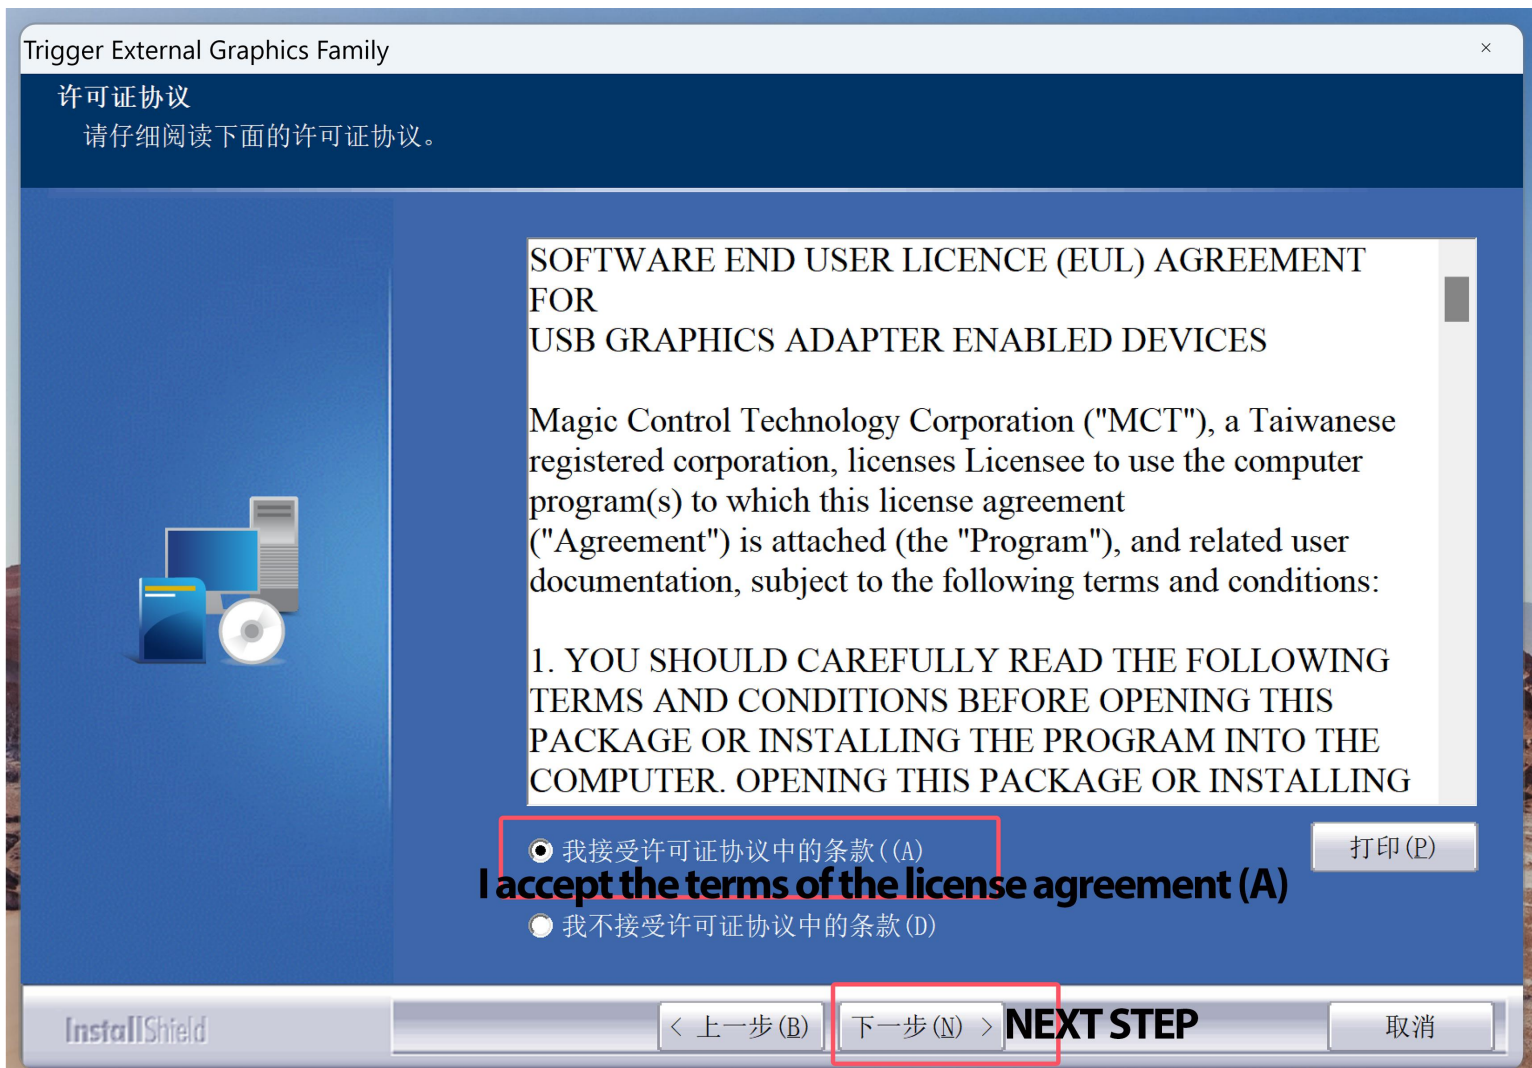 Trigger External Graphics Family
许可证协议
请仔细阅读下面的许可证协议。
SOFTWARE END USER LICENCE (EUL) AGREEMENT
FOR
USB GRAPHICS ADAPTER ENABLED DEVICES
Magic Control Technology Corporation ("MCT"), a Taiwanese
registered corporation, licenses Licensee to use the computer
program(s) to which this license agreement
("Agreement") is attached (the "Program"), and related user
documentation, subject to the following terms and conditions:
1. YOU SHOULD CAREFULLY READ THE FOLLOWING
TERMS AND CONDITIONS BEFORE OPENING THIS
PACKAGE OR INSTALLING THE PROGRAM INTO THE
COMPUTER. OPENING THIS PACKAGE OR INSTALLING
我接受许可证协议中的条款((A)
打印(P)
I accept the terms of the license agreement (A)
我不接受许可证协议中的条款(D)
InstallShield
< 上一步(B)
下一步(N) >
NEXT STEP
取消